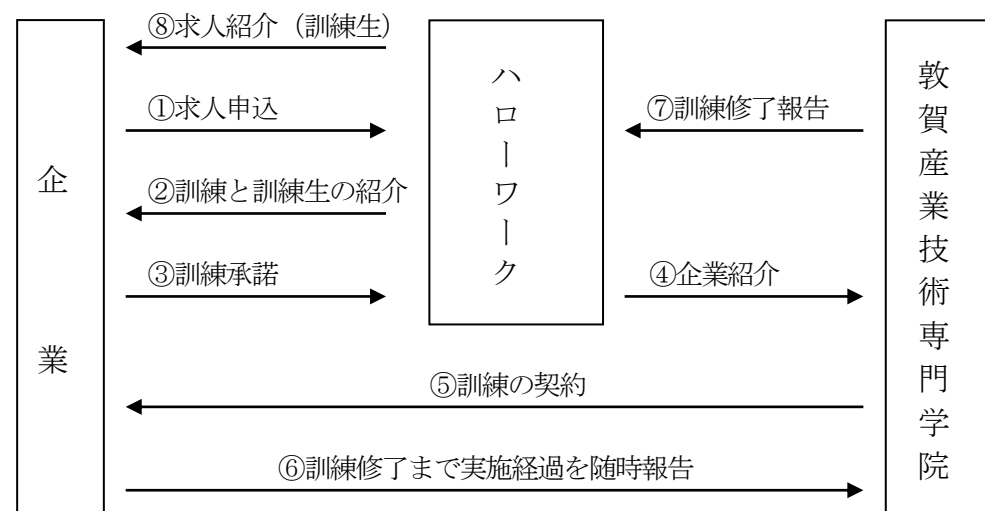 ⑧求人紹介（訓練生）
①求人申込
②訓練と訓練生の紹介
③訓練承諾
企業
ハローワーク
⑦訓練修了報告
④企業紹介
敦賀産業技術専門学院
⑤訓練の契約
⑥訓練修了まで実施経過を随時報告